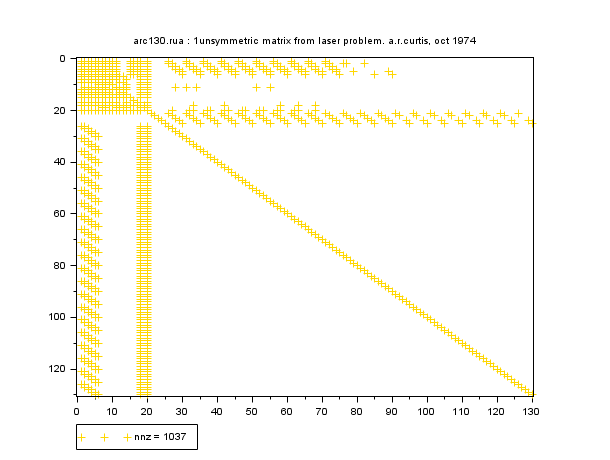 arc130.rua : 1unsymmetric matrix from laser problem. a.r.curtis, oct 1974
0
20
40
60
80
100
120
0 10 20 30 40 50 60 70 80 90 100 110 120 130
nnz = 1037